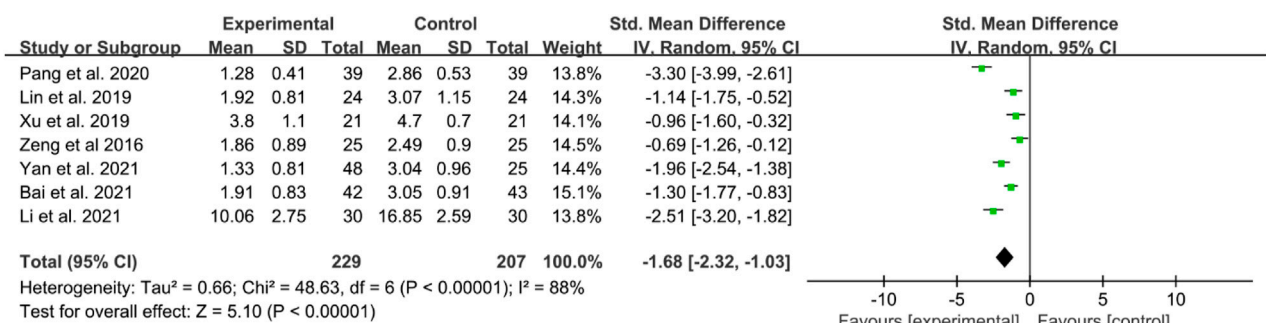 Experimental Control Std. Mean Difference Std. Mean Difference
Study or Subgroup Mean SD Total Mean SD Total Weight IV, Random, 95% CI IV, Random, 95% CI
Pang et al. 2020 1.28 0.41 39 2.86 0.53 39 13.8% -3.30 [-3.99, -2.61]
Lin et al. 2019 1.92 0.81 24 3.07 1.15 24 14.3% -1.14 [-1.75, -0.52]
Xu et al. 2019 3.8 1.1 21 4.7 0.7 21 14.1% -0.96 [-1.60, -0.32]
Zeng et al 2016 1.86 0.89 25 2.49 0.9 25 14.5% -0.69 [-1.26, -0.12]
Yan et al. 2021 1.33 0.81 48 3.04 0.96 25 14.4% -1.96 [-2.54, -1.38]
Bai et al. 2021 1.91 0.83 42 3.05 0.91 43 15.1% -1.30 [-1.77, -0.83]
Li et al. 2021 10.06 2.75 30 16.85 2.59 30 13.8% -2.51 [-3.20, -1.82]
Total (95% CI) 229 207 100.0% -1.68 [-2.32, -1.03]
Heterogeneity: Tau² = 0.66; Chi² = 48.63, df = 6 (P < 0.00001); I² = 88%
Test for overall effect: Z = 5.10 (P < 0.00001)
-10 -5 0 5 10
Favours [experimental] Favours [control]